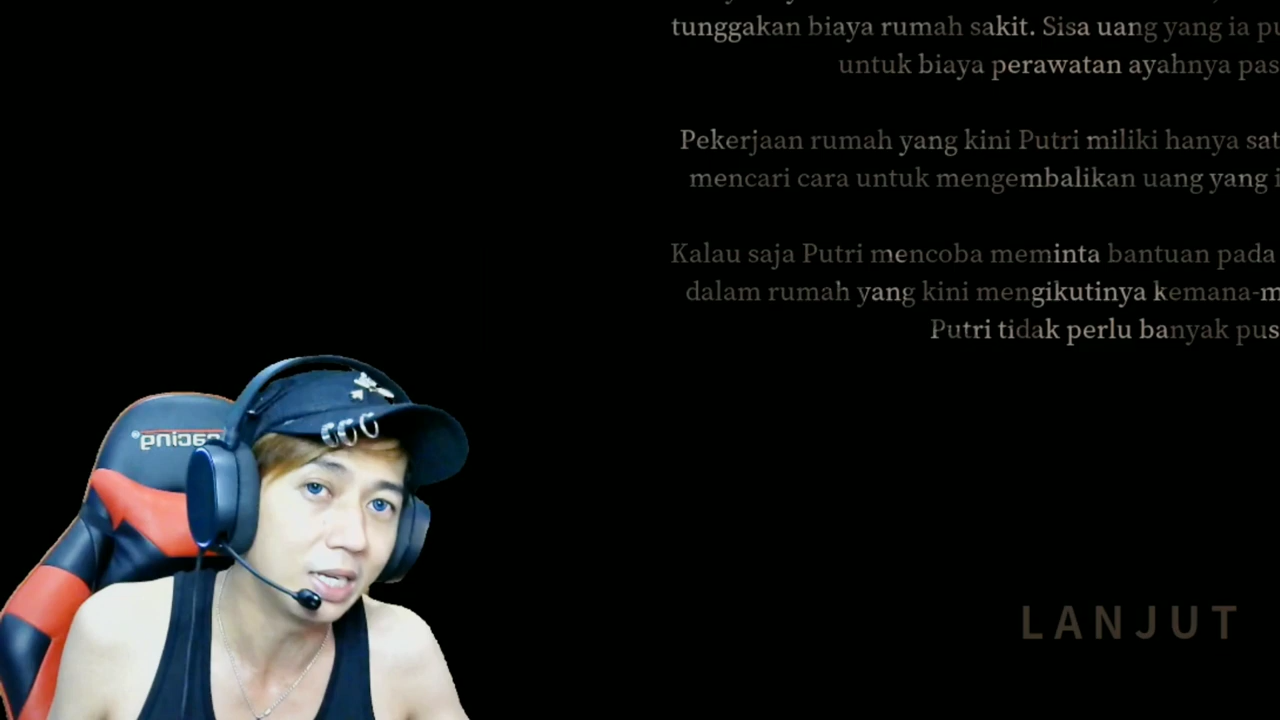 tunggakan biaya rumah sakit. Sisa uang yang ia
untuk biaya perawatan ayahnya
Pekerjaan rumah yang kini Putri miliki hanya
mencari cara untuk mengembalikan uang yang
Kalau saja Putri mencoba meminta bantuan pada
dalam rumah yang kini mengikutinya kemana-m
Putri tidak perlu banyak
LANJUT
racing